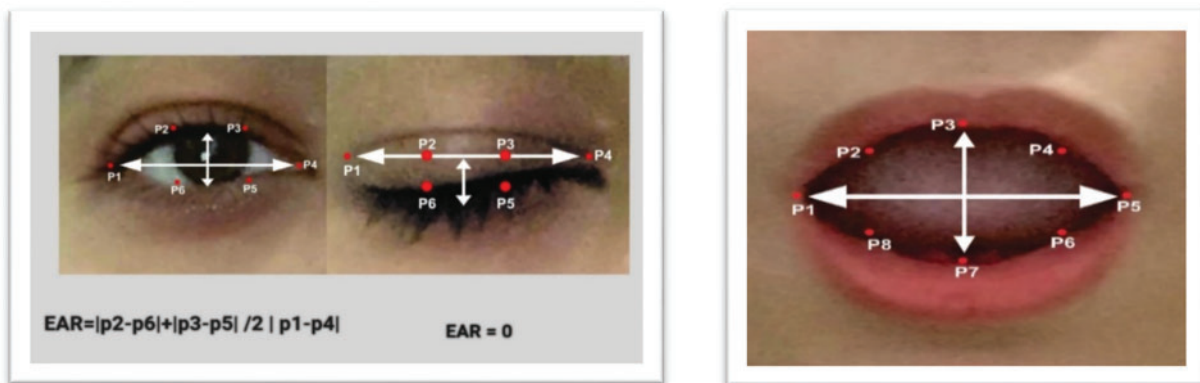 P2 P3
P1 P4
P6 P5
P2 P3
P1 P4
P6 P5
EAR=|p2-p6|+|p3-p5| /2 | p1-p4|
EAR = 0
P3
P2 P4
P1 P5
P8 P6
P7